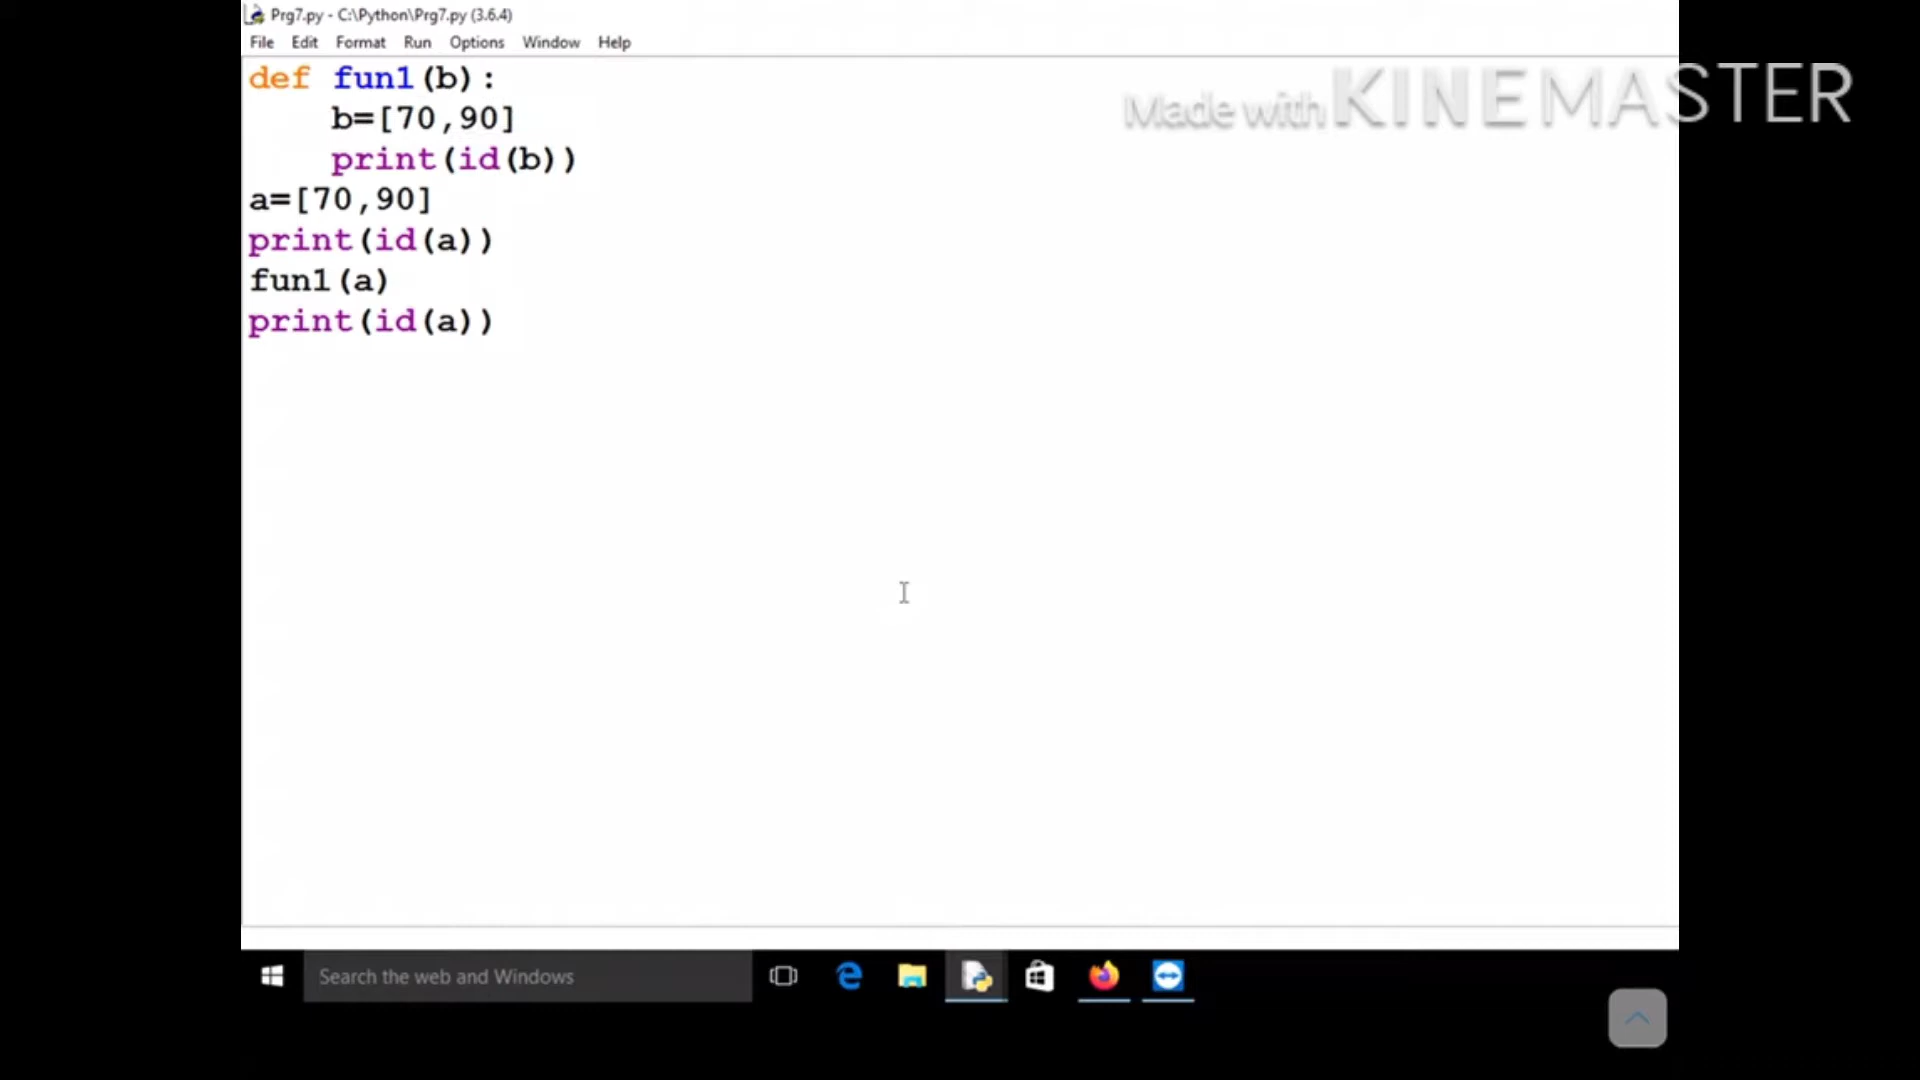 Prg7.py - C:\Python\Prg7.py (3.6.4)
File Edit Format Run Options Window Help
Made with KINEMASTER
def fun1(b):
    b=[70,90]
    print(id(b))
a=[70,90]
print(id(a))
fun1(a)
print(id(a))
Search the web and Windows